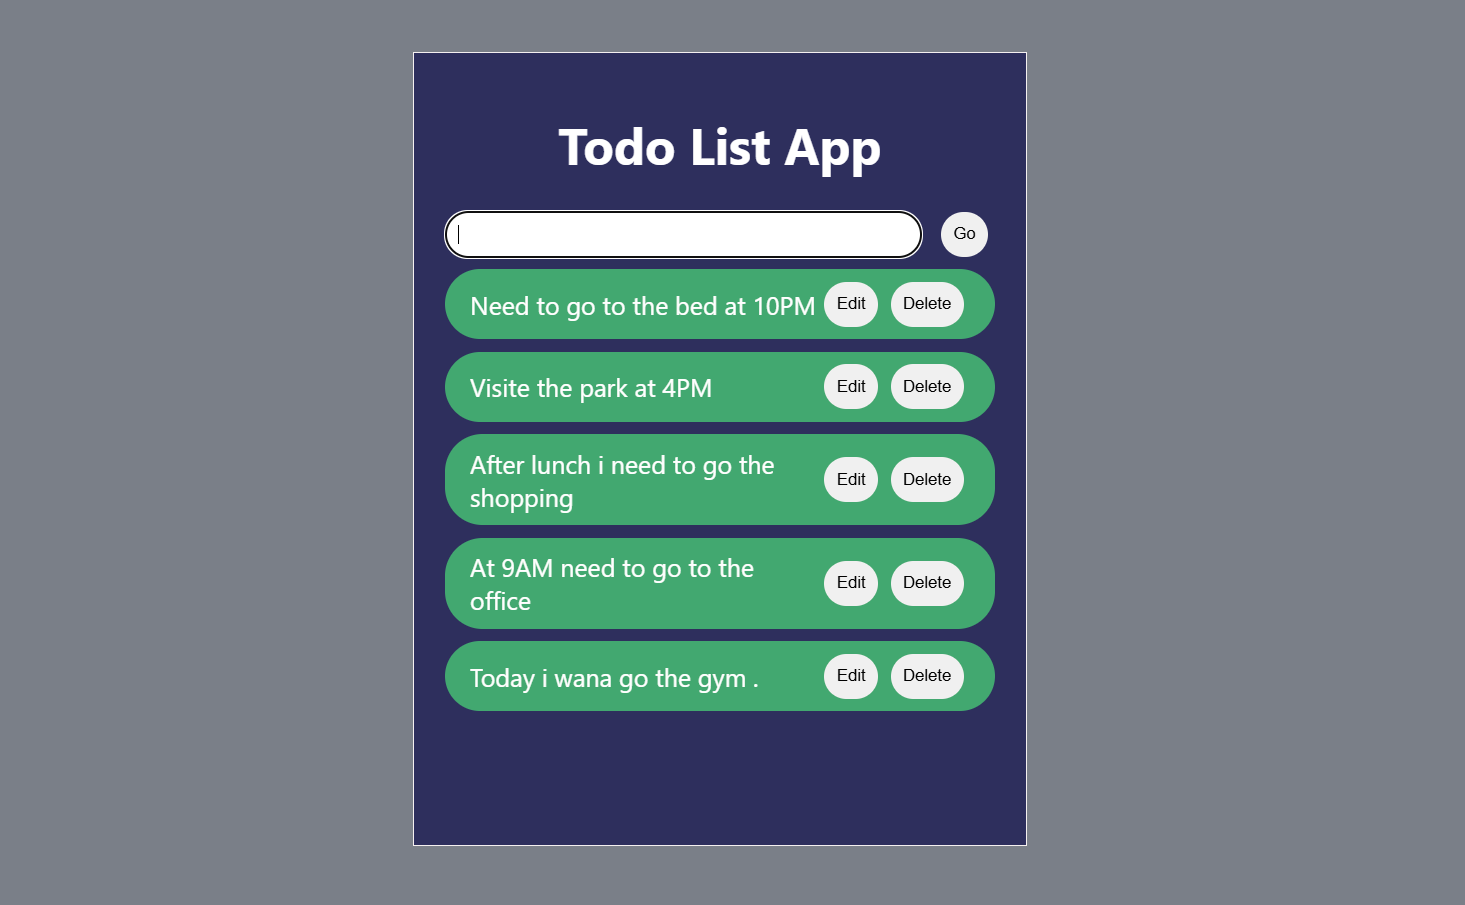 Todo List App
Go
Need to go to the bed at 10PM Edit Delete
Visite the park at 4PM Edit Delete
After lunch i need to go the
shopping
Edit Delete
At 9AM need to go to the
office
Edit Delete
Today i wana go the gym . Edit Delete